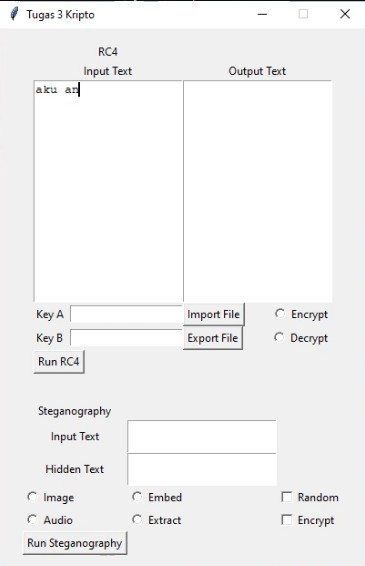 Tugas 3 Kripto
RC4
Input Text Output Text
aku an
Key A Import File Encrypt
Key B Export File Decrypt
Run RC4
Steganography
Input Text
Hidden Text
Image Embed Random
Audio Extract Encrypt
Run Steganography